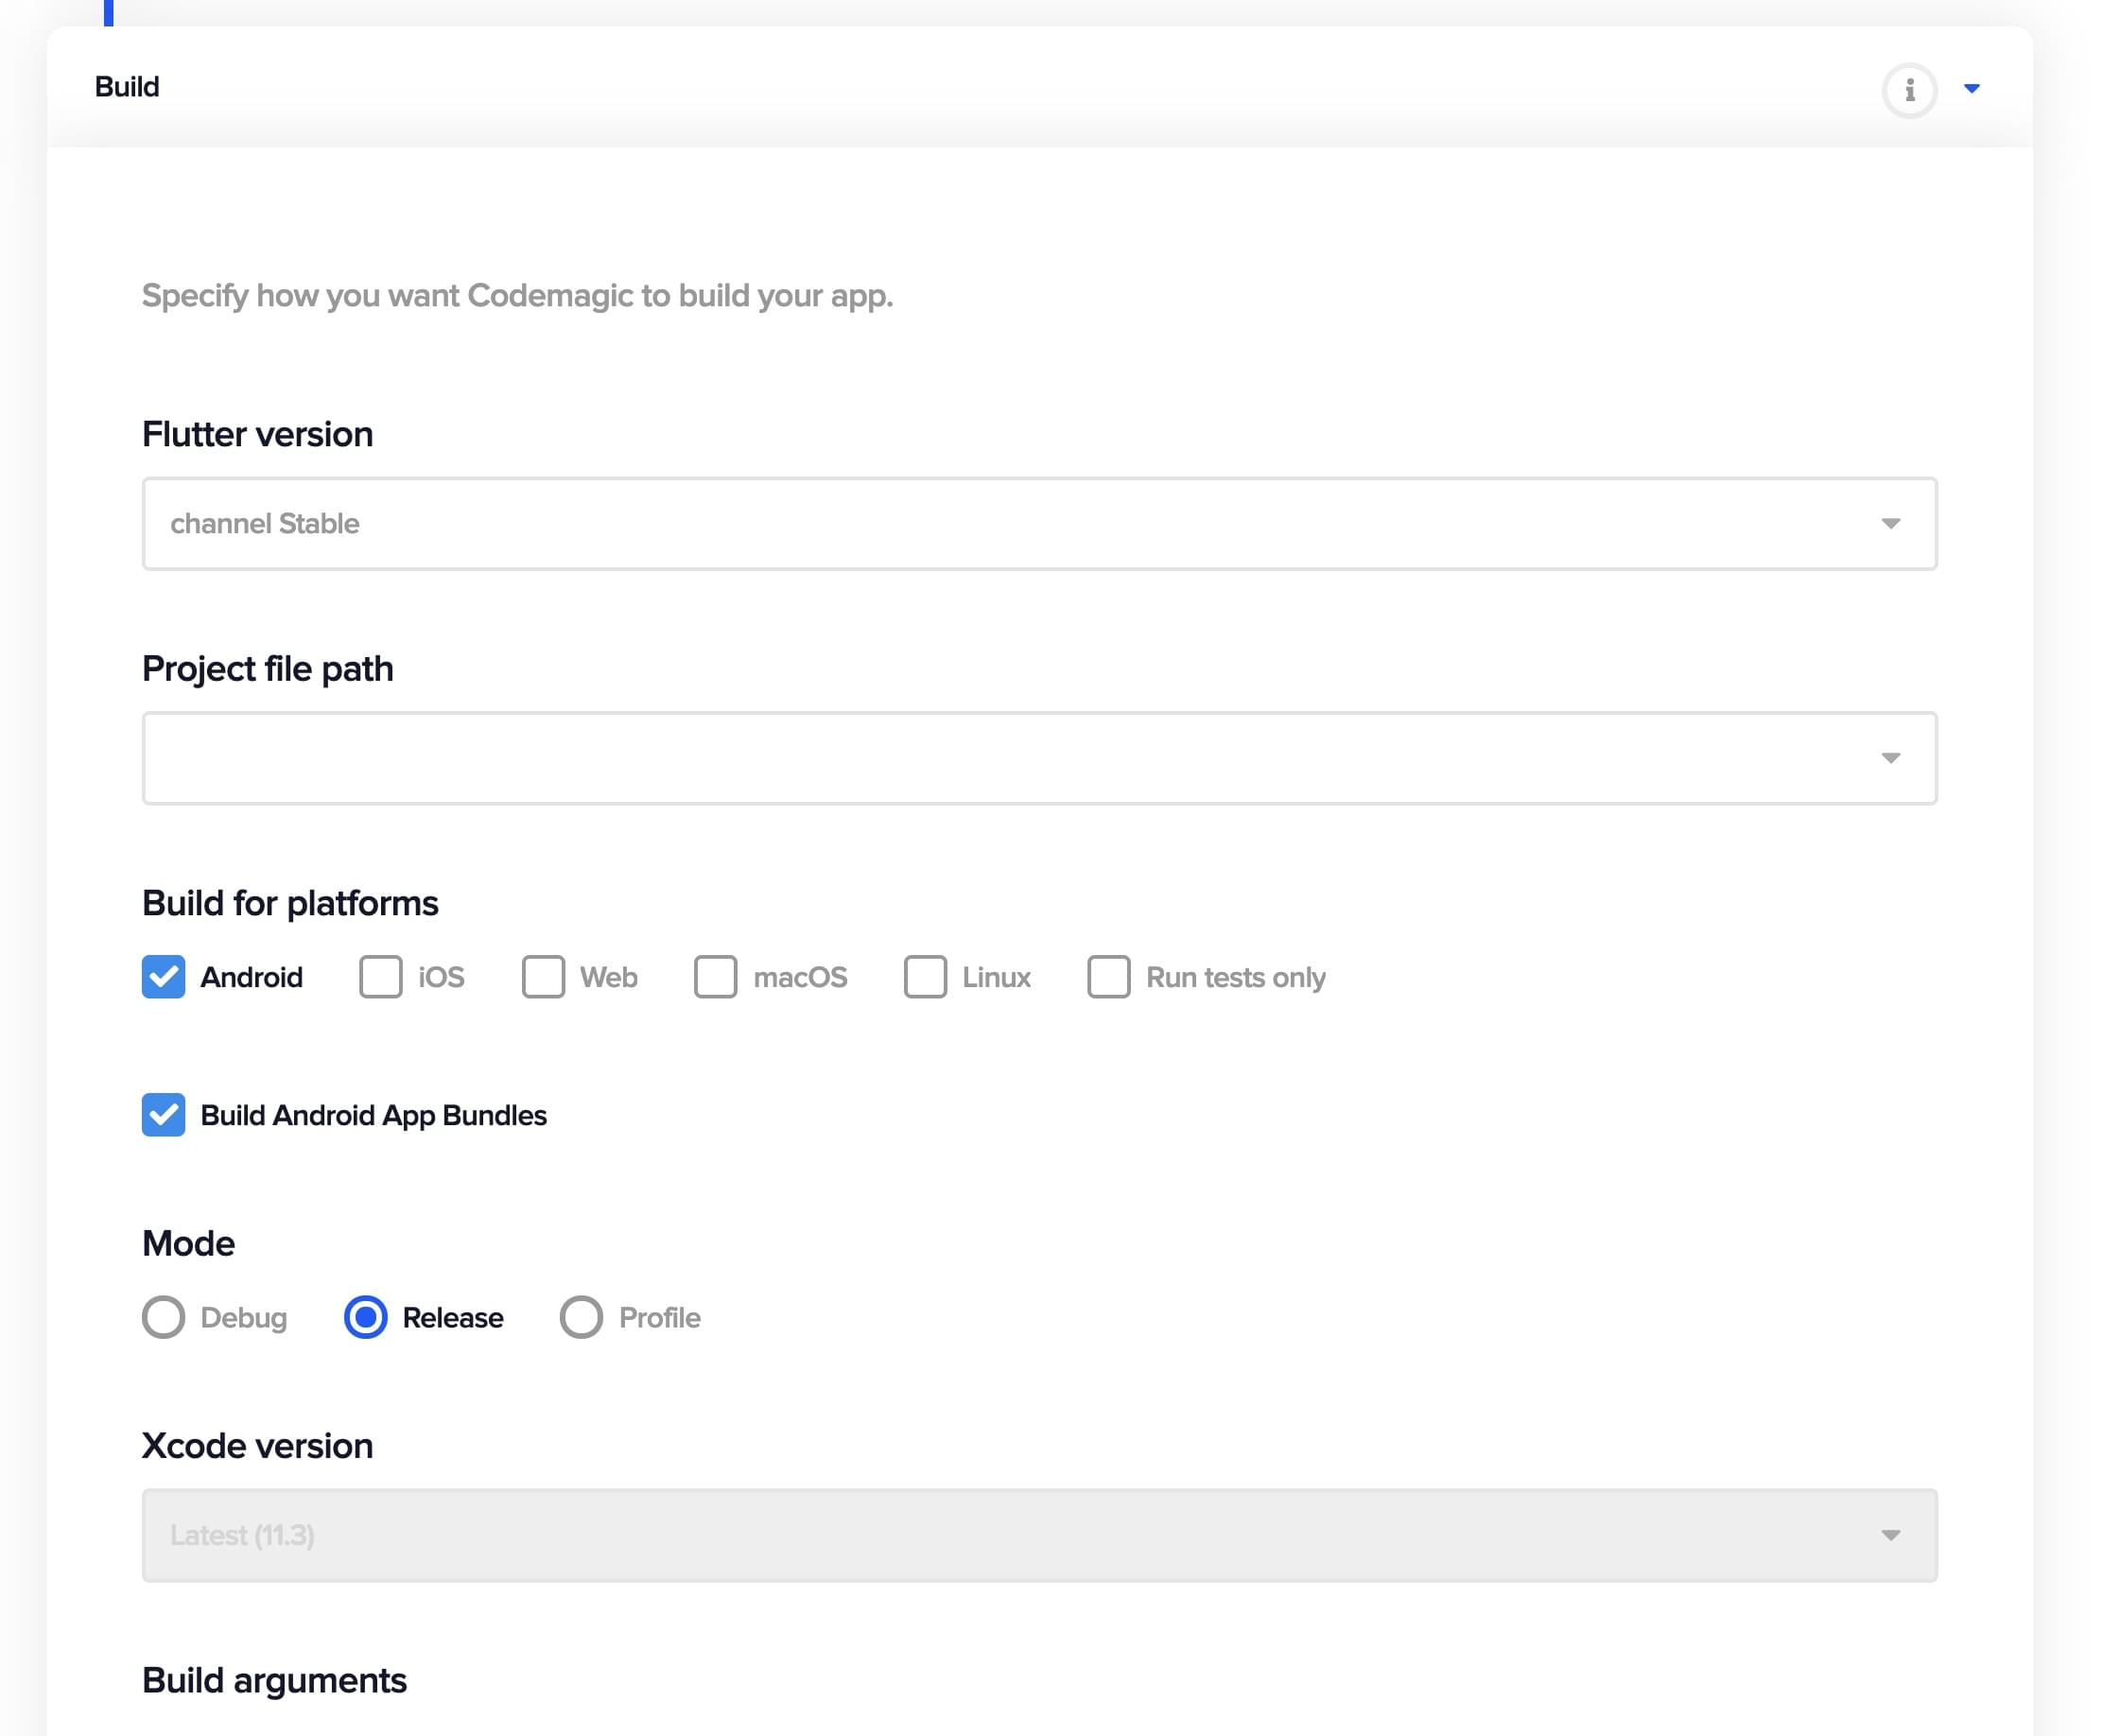 Build
Specify how you want Codemagic to build your app.
Flutter version
channel Stable
Project file path
Build for platforms
Android iOS Web macOS Linux Run tests only
Build Android App Bundles
Mode
Debug Release Profile
Xcode version
Latest (11.3)
Build arguments